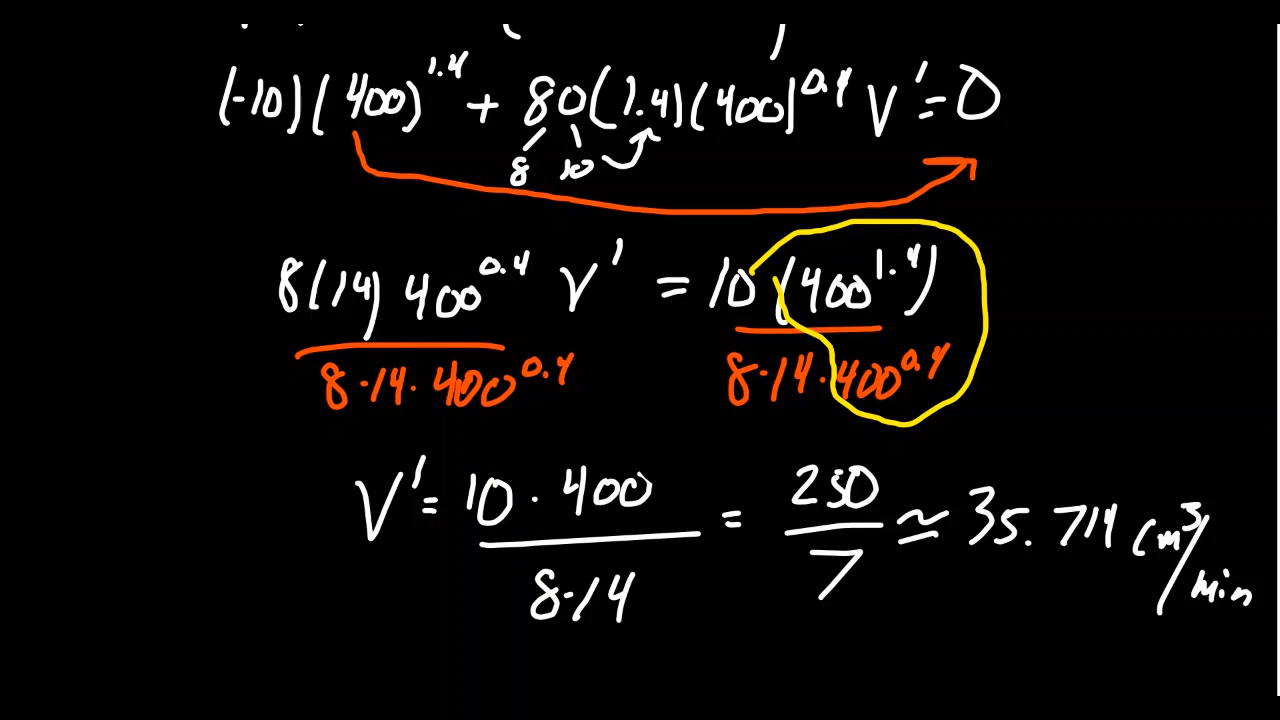 (-10)(400)^1.4 + 80(1.4)(400)^0.4 V' = 0
8 10
8(14) 400^0.4 V' = 10(400^1.4)
8·14·400^0.4 8·14·400^0.4
V' = 10·400 / 8·14 = 250 / 7 ≈ 35.714 cm³/min